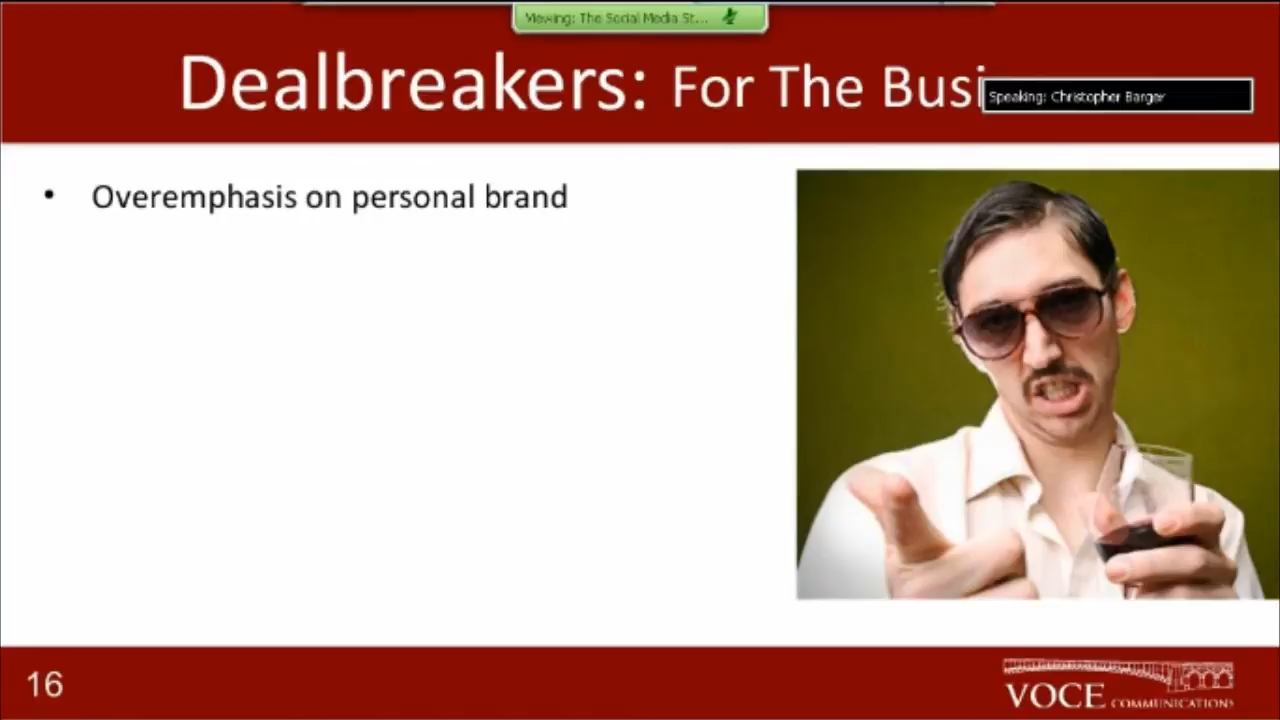 Viewing: The Social Media St...
Dealbreakers: For The Busi
Speaking: Christopher Barger
• Overemphasis on personal brand
16
VOCE COMMUNICATIONS